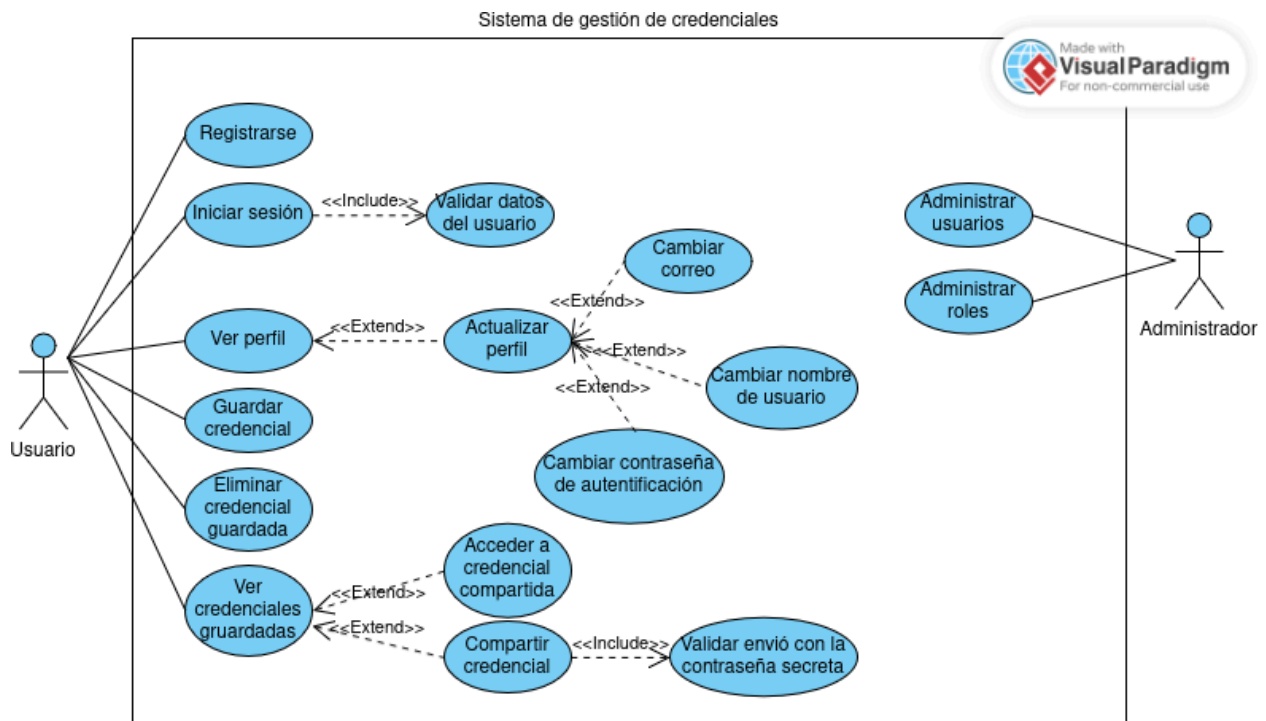 Sistema de gestión de credenciales
Made with
Visual Paradigm
For non-commercial use
Registrarse
Iniciar sesión
<<Include>>
Validar datos
del usuario
Cambiar
correo
<<Extend>>
Ver perfil
<<Extend>>
Actualizar
perfil
<<Extend>>
Cambiar nombre
de usuario
<<Extend>>
Cambiar contraseña
de autentificación
Guardar
credencial
Eliminar
credencial
guardada
Ver
credenciales
gruardadas
<<Extend>>
Acceder a
credencial
compartida
<<Extend>>
Compartir
credencial
<<Include>>
Validar envió con la
contraseña secreta
Usuario
Administrar
usuarios
Administrar
roles
Administrador